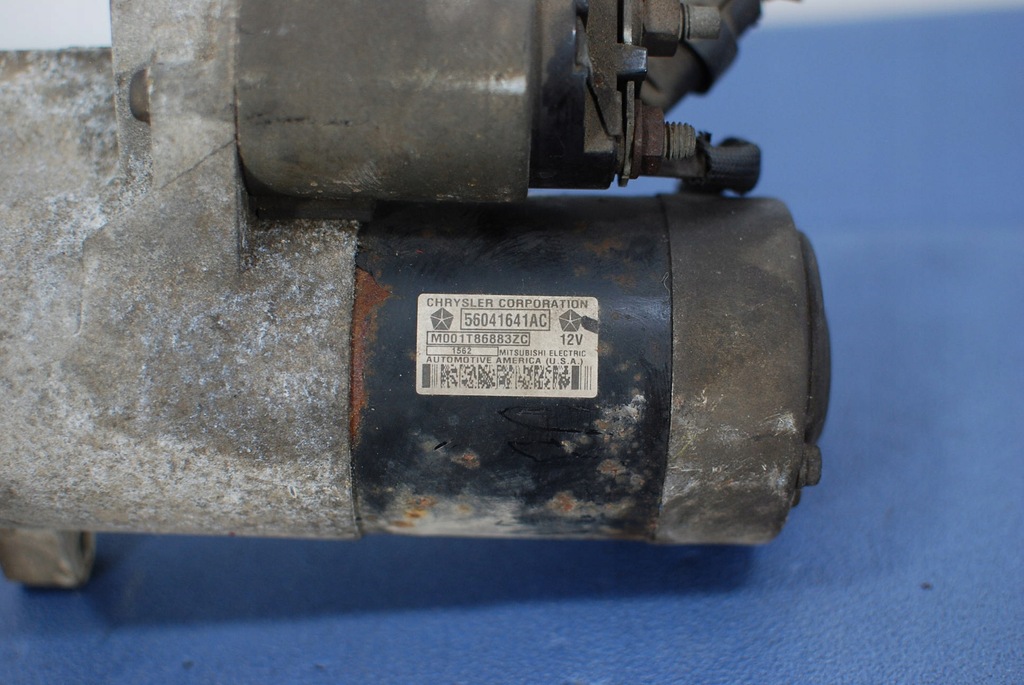 CHRYSLER CORPORATION
56041641AC
M001T86883ZC 12V
1562 MITSUBISHI ELECTRIC
AUTOMOTIVE AMERICA (U.S.A.)